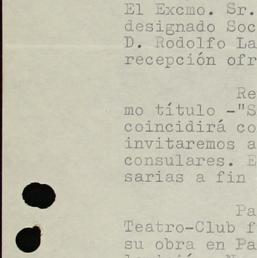 El Excmo. Sr.
designado Soc
D. Rodolfo La
recepción ofr
Re
mo título -"S
coincidirá co
invitaremos a
consulares. E
sarias a fin
Pa
Teatro-Club f
su obra en Pa